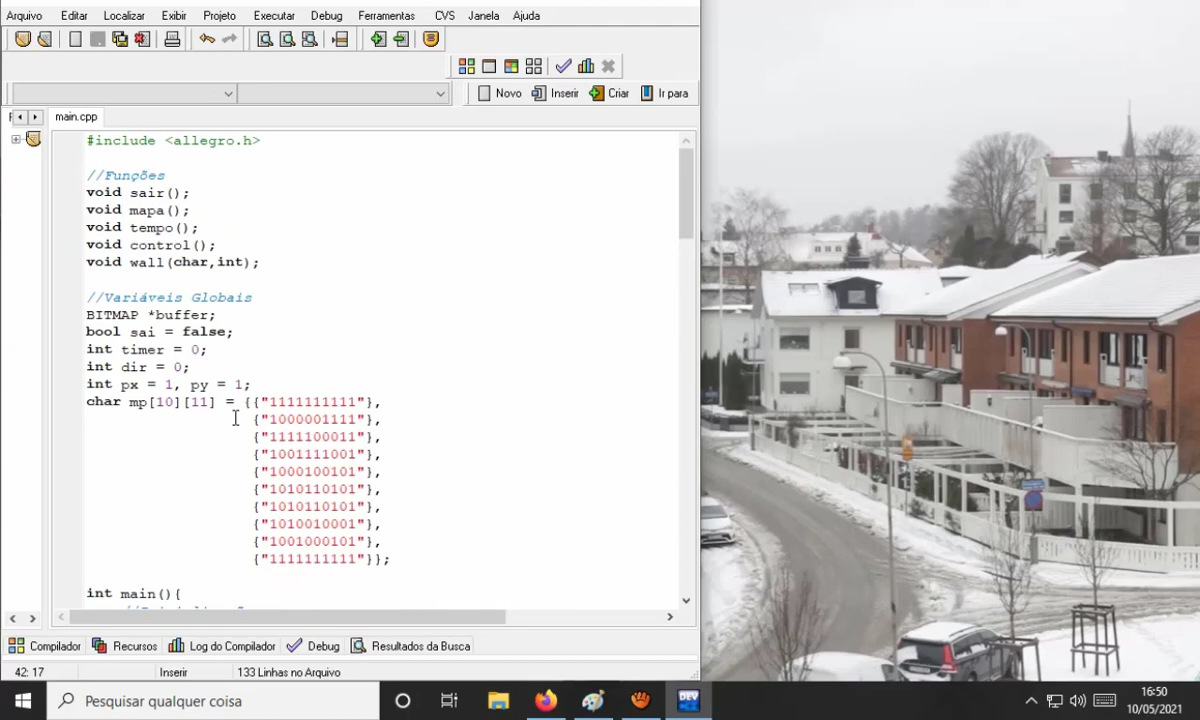 Arquivo Editar Localizar Exibir Projeto Executar Debug Ferramentas CVS Janela Ajuda
Novo Inserir Criar Ir para
main.cpp
#include <allegro.h>
//Funções
void sair();
void mapa();
void tempo();
void control();
void wall(char,int);
//Variáveis Globais
BITMAP *buffer;
bool sai = false;
int timer = 0;
int dir = 0;
int px = 1, py = 1;
char mp[10][11] = {{"1111111111"},
{"1000001111"},
{"1111100011"},
{"1001111001"},
{"1000100101"},
{"1010110101"},
{"1010110101"},
{"1010010001"},
{"1001000101"},
{"1111111111"}};
int main(){
Compilador Recursos Log do Compilador Debug Resultados da Busca
42: 17 Inserir 133 Linhas no Arquivo
Pesquisar qualquer coisa
DEV
16:50
10/05/2021